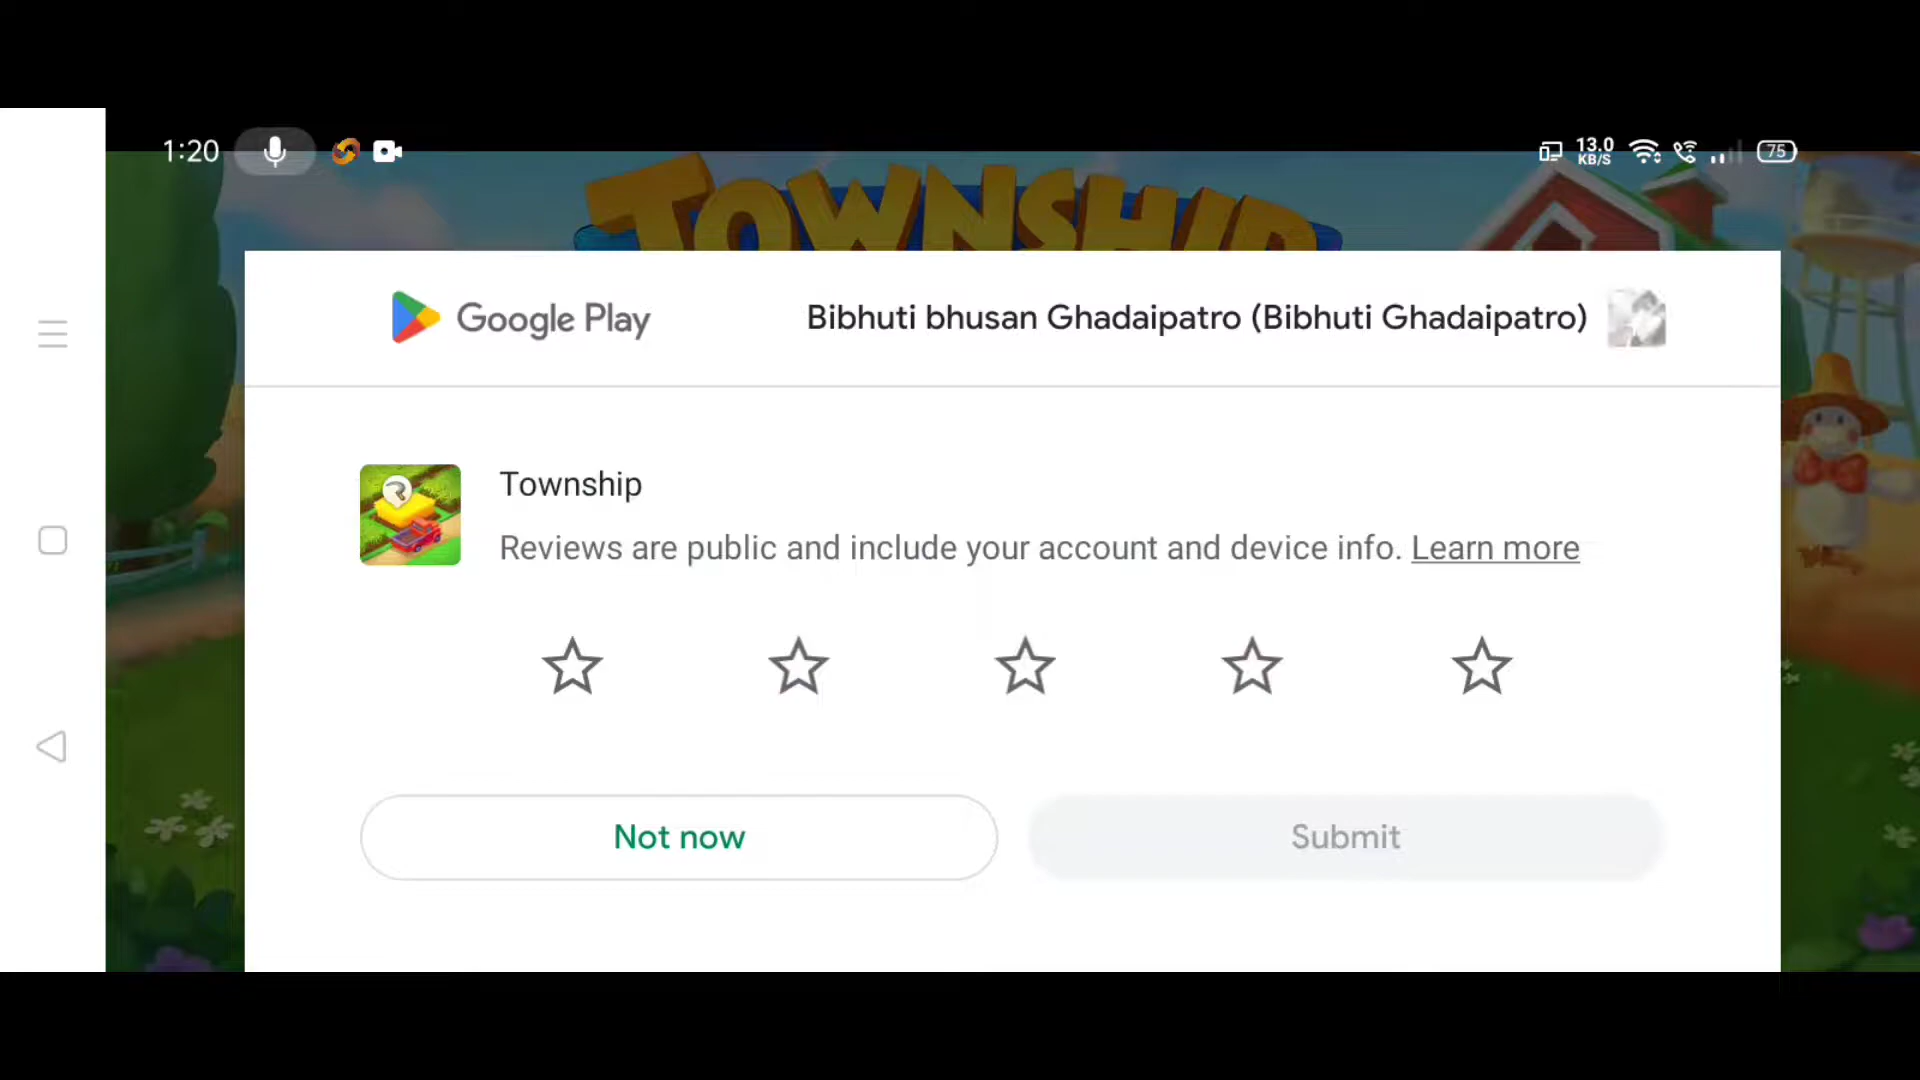 1:20
13.0
KB/S
75
TOWNSHIP
Google Play
Bibhuti bhusan Ghadaipatro (Bibhuti Ghadaipatro)
Township
Reviews are public and include your account and device info. Learn more
Not now
Submit